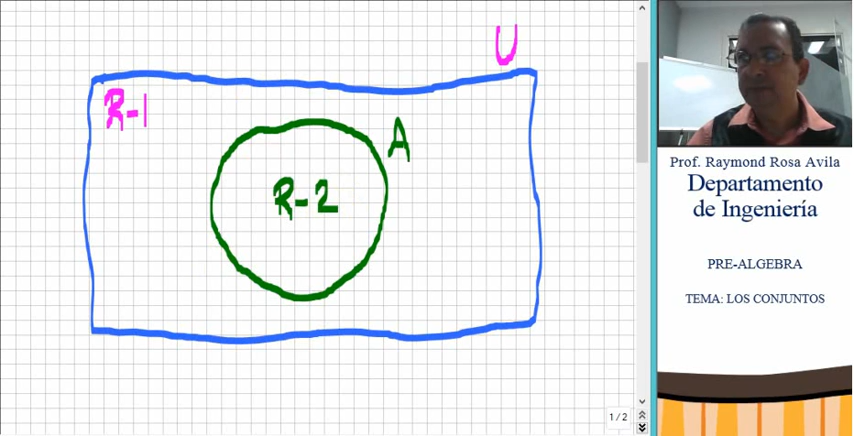 U
R-1
A
R-2
1/2
Prof. Raymond Rosa Avila
Departamento
de Ingeniería
PRE-ALGEBRA
TEMA: LOS CONJUNTOS